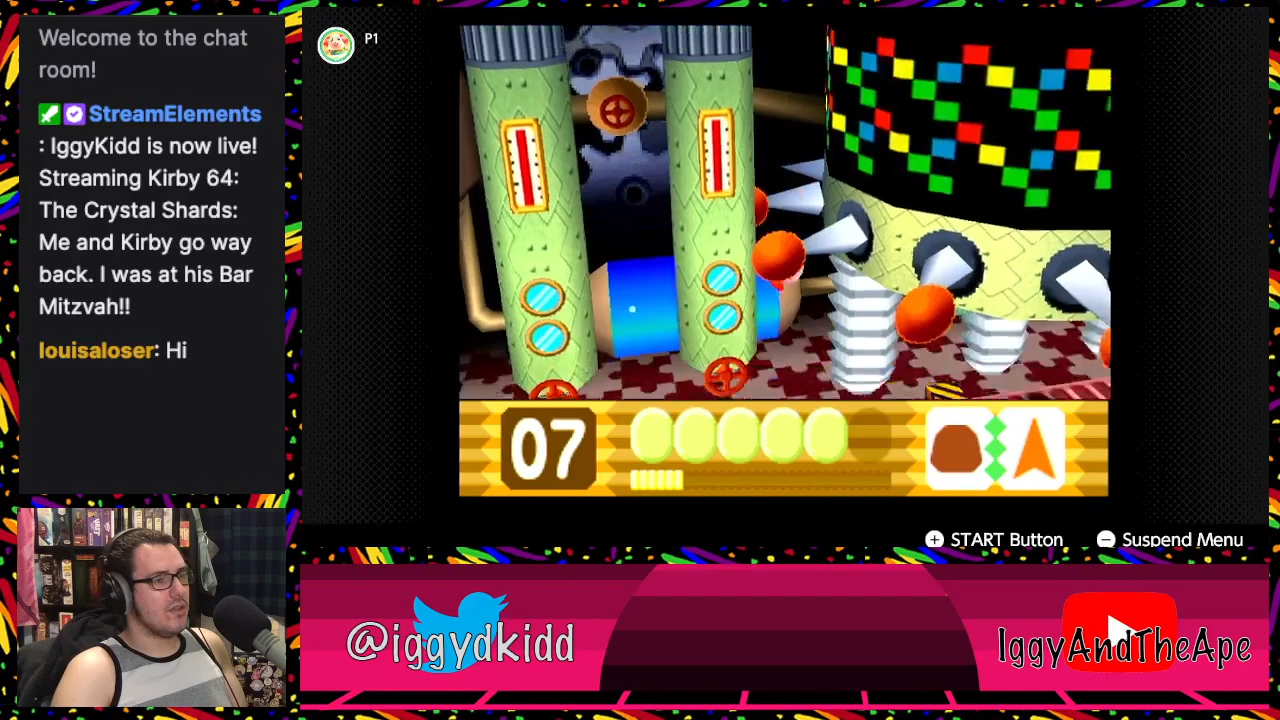 Welcome to the chat
room!
StreamElements
: IggyKidd is now live!
Streaming Kirby 64:
The Crystal Shards:
Me and Kirby go way
back. I was at his Bar
Mitzvah!!
louisaloser: Hi
P1
07
START Button
Suspend Menu
@iggydkidd
IggyAndTheApe